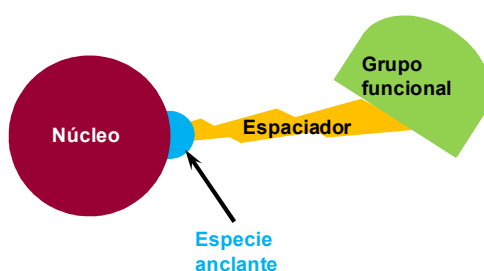 Grupo
funcional
Núcleo
Espaciador
Especie
anclante